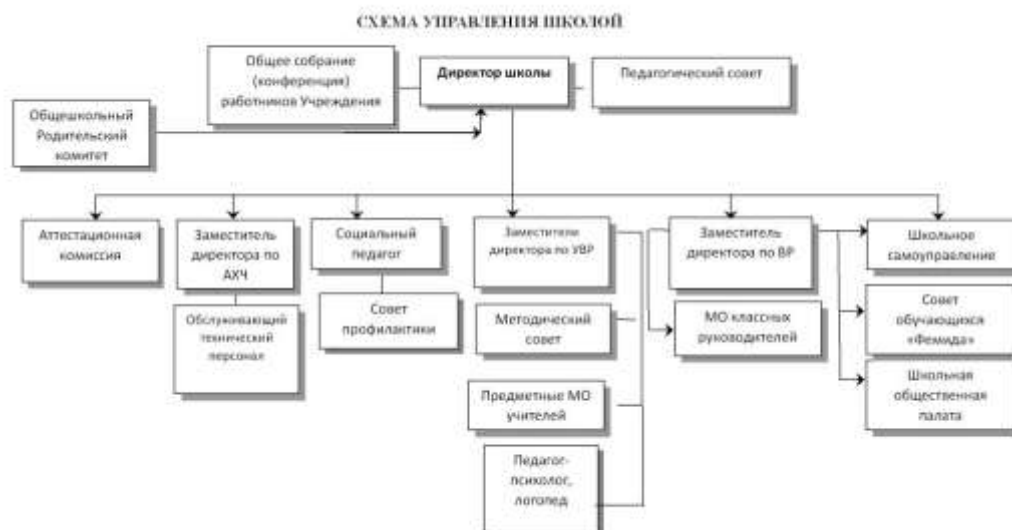 СХЕМА УПРАВЛЕНИЯ ШКОЛОЙ
Общее собрание
(конференция)
работников Учреждения
Директор школы
Педагогический совет
Общешкольный
Родительский
комитет
Аттестационная
комиссия
Заместитель
директора по
АХЧ
Социальный
педагог
Заместители
директора по УВР
Заместитель
директора по ВР
Школьное
самоуправление
Обслуживающий
технический
персонал
Совет
профилактики
Методический
совет
МО классных
руководителей
Совет
обучающихся
«Фемида»
Предметные МО
учителей
Школьная
общественная
палата
Педагог-
психолог,
логопед